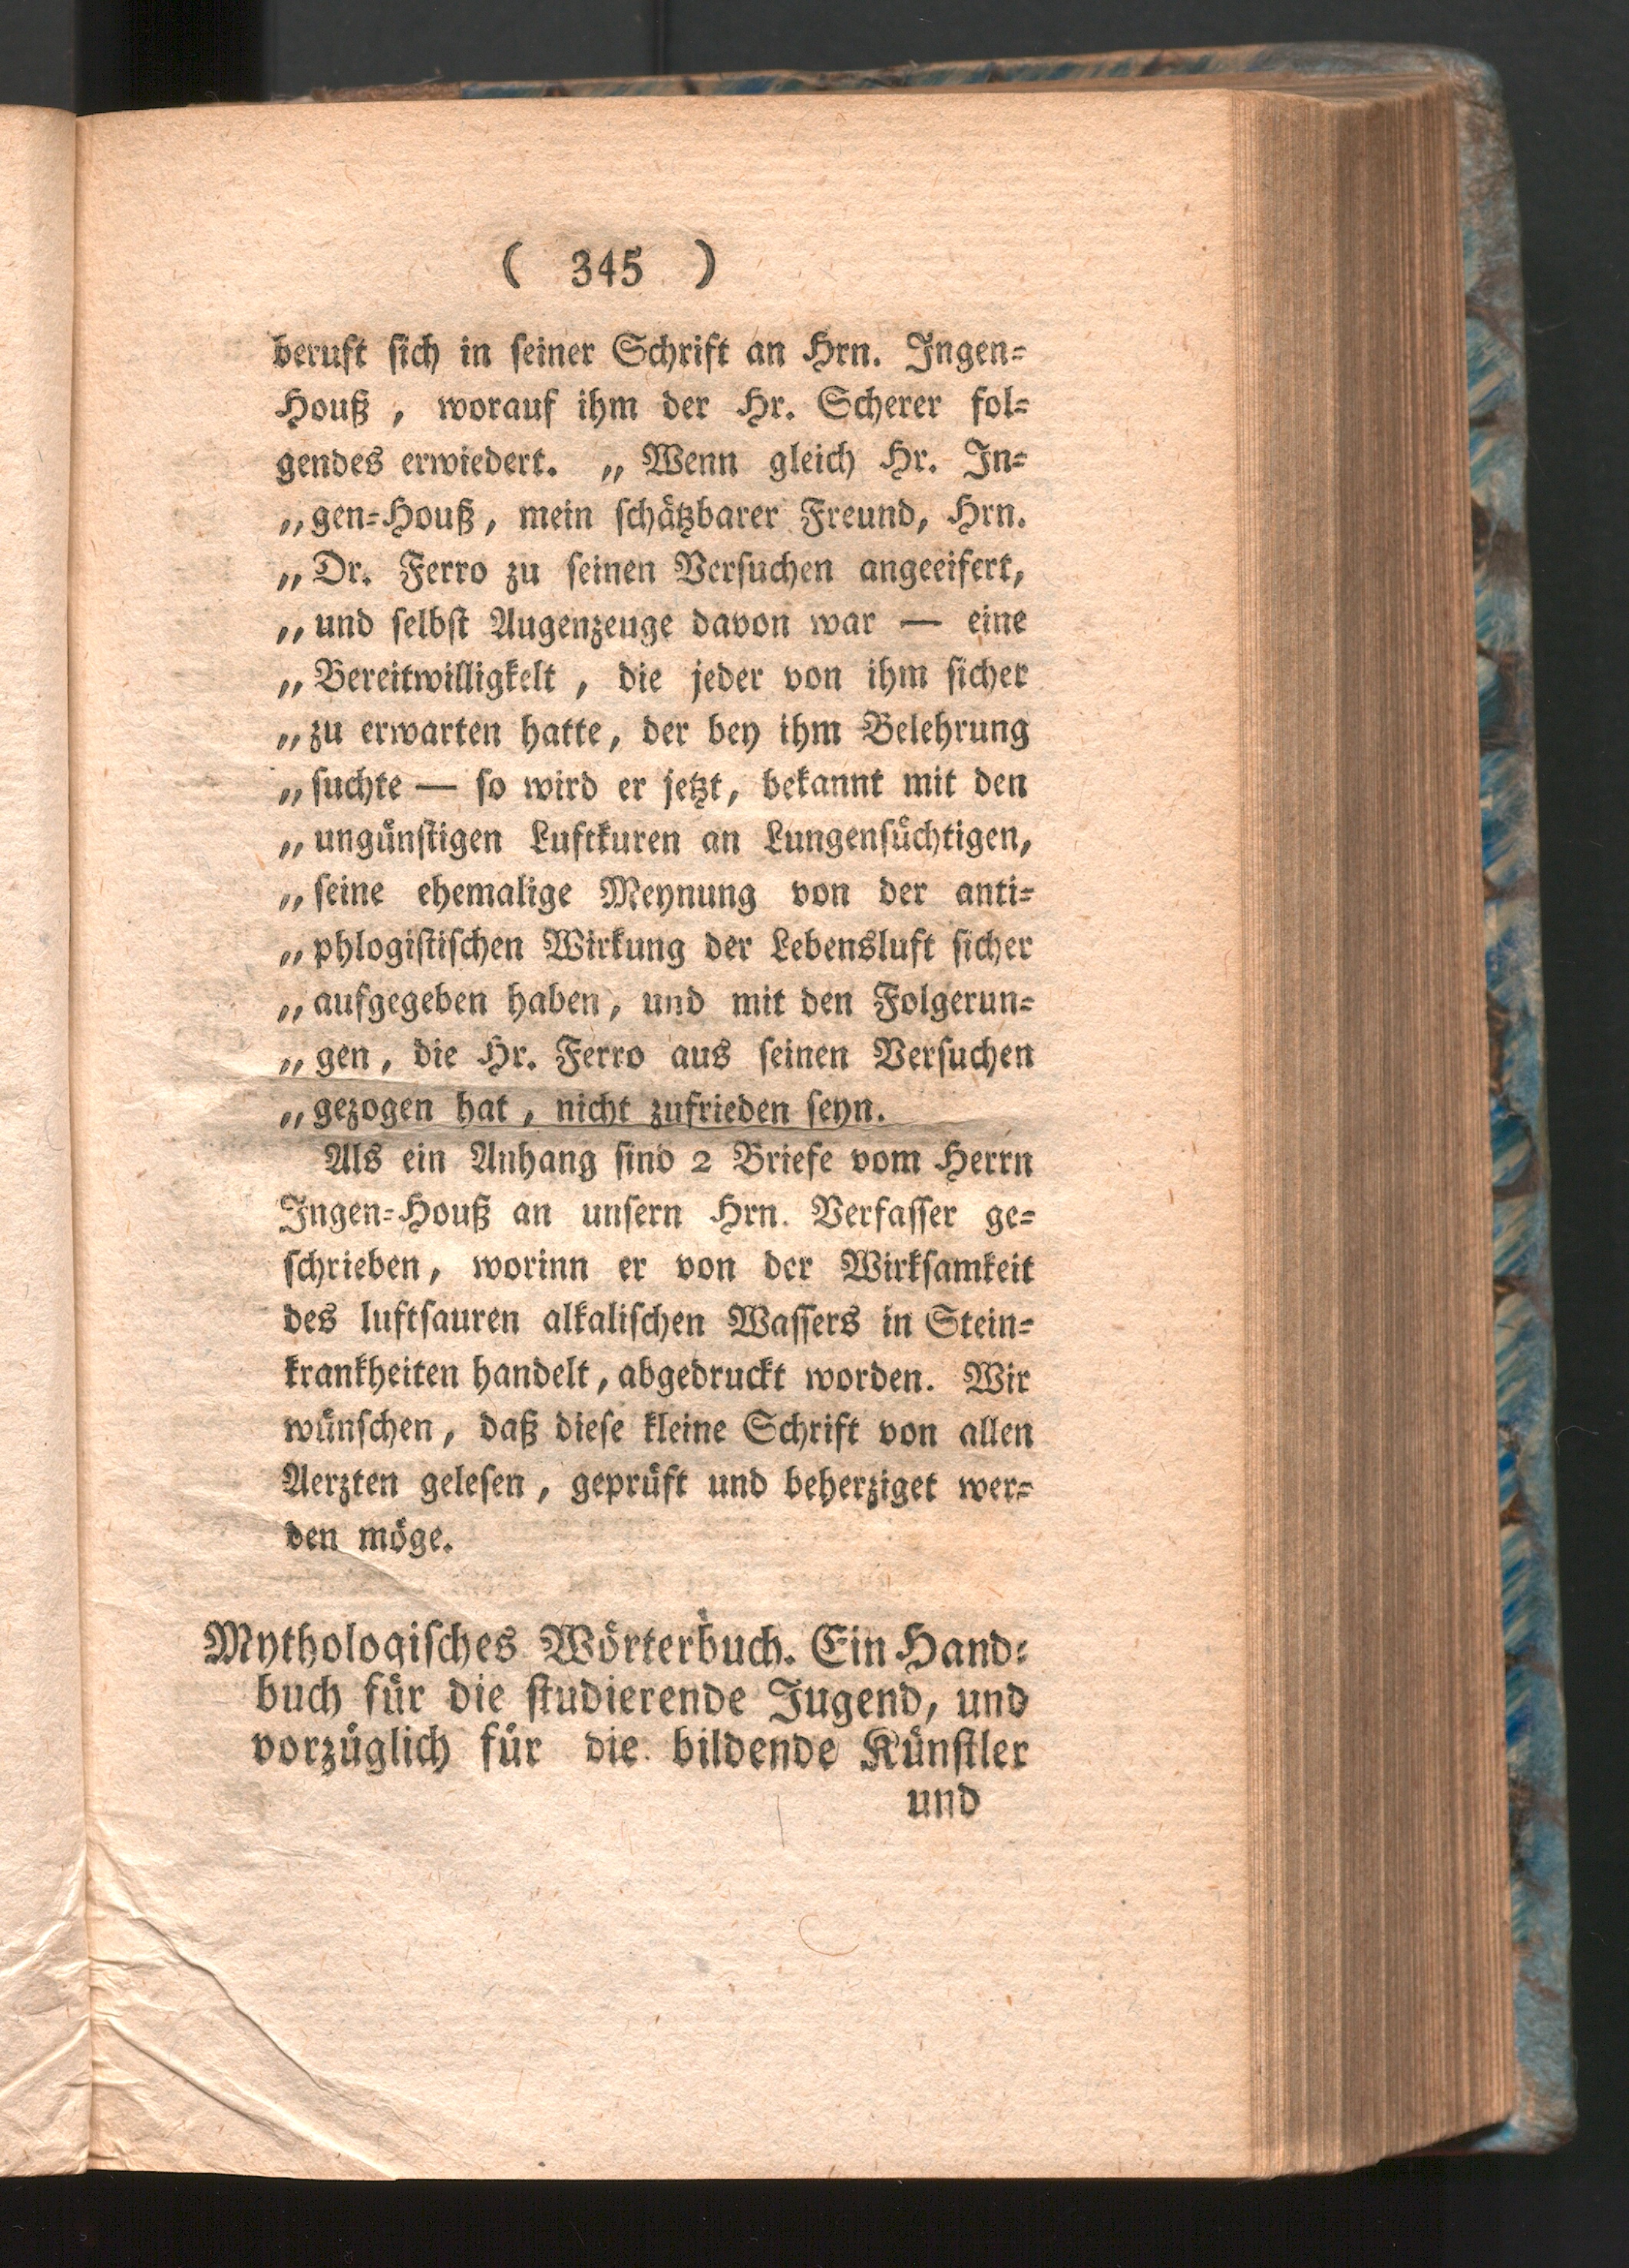 ( 345 )
beruft sich in seiner Schrift an Hrn. Ingen-
Houß, worauf ihm der Hr. Scherer fol-
gendes erwiedert. „Wenn gleich Hr. In-
„gen-Houß, mein schätzbarer Freund, Hrn.
„Dr. Ferro zu seinen Versuchen angeeifert,
„und selbst Augenzeuge davon war — eine
„Bereitwilligkelt, die jeder von ihm sicher
„zu erwarten hatte, der bey ihm Belehrung
„suchte — so wird er jetzt, bekannt mit den
„ungünstigen Luftkuren an Lungensüchtigen,
„seine ehemalige Meynung von der anti-
„phlogistischen Wirkung der Lebensluft sicher
„aufgegeben haben, und mit den Folgerun-
„gen, die Hr. Ferro aus seinen Versuchen
„gezogen hat, nicht zufrieden seyn.
Als ein Anhang sind 2 Briefe vom Herrn
Ingen-Houß an unsern Hrn. Verfasser ge-
schrieben, worinn er von der Wirksamkeit
des luftsauren alkalischen Wassers in Stein-
krankheiten handelt, abgedruckt worden. Wir
wünschen, daß diese kleine Schrift von allen
Aerzten gelesen, geprüft und beherziget wer-
den möge.
Mythologisches Wörterbuch. Ein Hand-
buch für die studierende Jugend, und
vorzüglich für die bildende Künstler
und